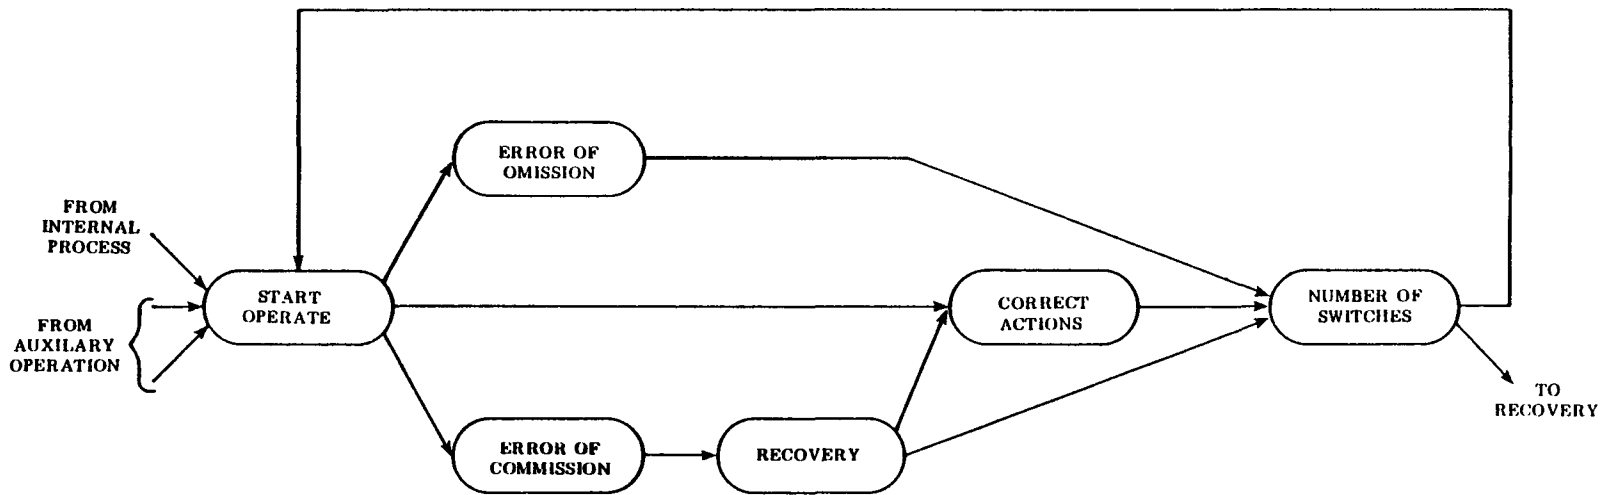 ERROR OF
OMISSION
FROM
INTERNAL
PROCESS
START
OPERATE
CORRECT
ACTIONS
NUMBER OF
SWITCHES
FROM
AUXILARY
OPERATION
TO
RECOVERY
ERROR OF
COMMISSION
RECOVERY